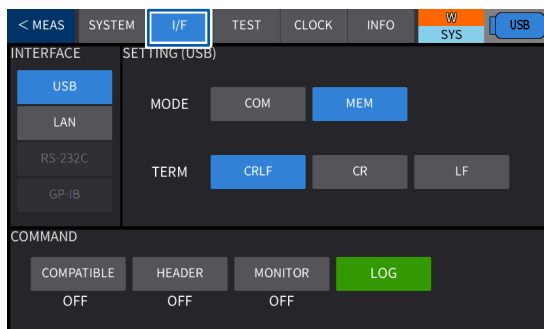 < MEAS SYSTEM I/F TEST CLOCK INFO W SYS USB
INTERFACE SETTING (USB)
USB
MODE COM MEM
LAN
RS-232C
TERM CRLF CR LF
GP-IB
COMMAND
COMPATIBLE HEADER MONITOR LOG
OFF OFF OFF